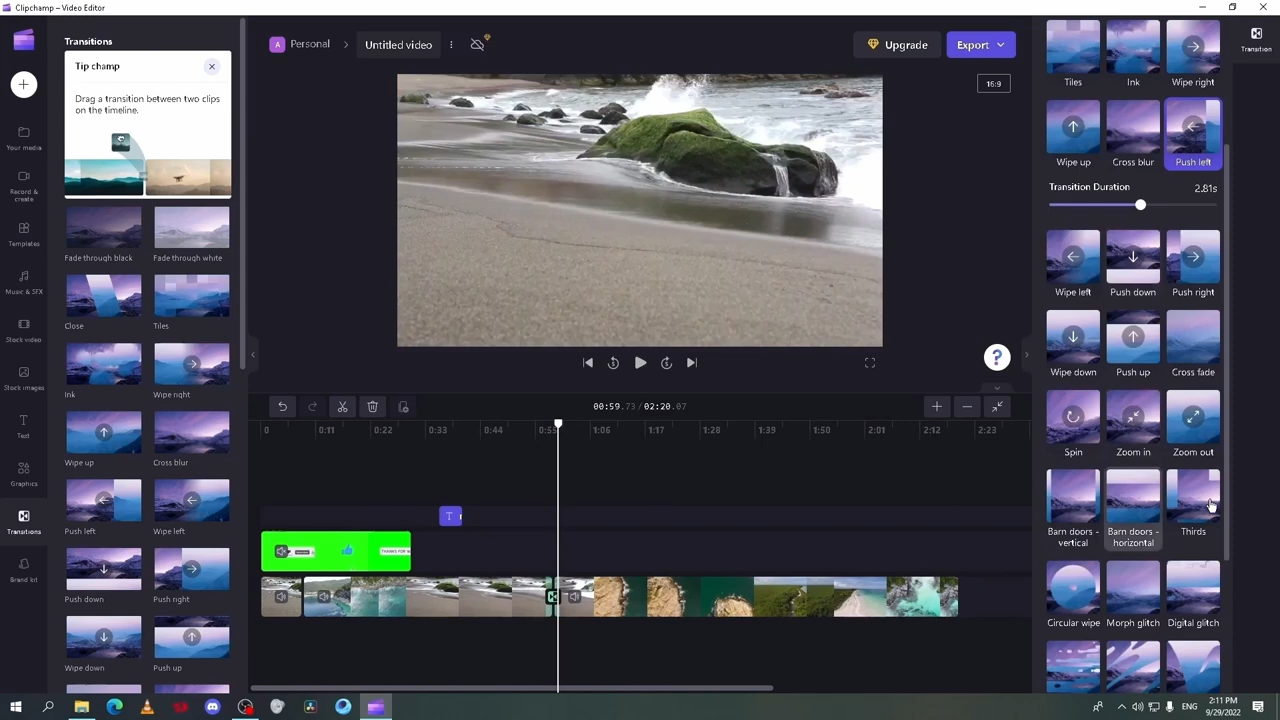 Clipchamp – Video Editor
Transitions
Tip champ
Drag a transition between two clips
on the timeline.
Fade through black
Fade through white
Close
Tiles
Ink
Wipe right
Wipe up
Cross blur
Push left
Wipe left
Push down
Push right
Wipe down
Push up
Your media
Record &
create
Templates
Music & SFX
Stock video
Stock images
Text
Graphics
Transitions
Brand kit
A
Personal
Untitled video
Upgrade
Export
16:9
?
00:59.73 / 02:20.07
0
0:11
0:22
0:33
0:44
0:55
1:06
1:17
1:28
1:39
1:50
2:01
2:12
2:23
T
THANKS FOR W
Tiles
Ink
Wipe right
Wipe up
Cross blur
Push left
Transition Duration
2.81s
Wipe left
Push down
Push right
Wipe down
Push up
Cross fade
Spin
Zoom in
Zoom out
Barn doors -
vertical
Barn doors -
horizontal
Thirds
Circular wipe
Morph glitch
Digital glitch
Transition
ENG
2:11 PM
9/29/2022